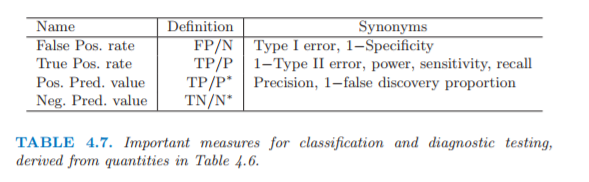 Name Definition Synonyms
False Pos. rate FP/N Type I error, 1−Specificity
True Pos. rate TP/P 1−Type II error, power, sensitivity, recall
Pos. Pred. value TP/P* Precision, 1−false discovery proportion
Neg. Pred. value TN/N*
TABLE 4.7. Important measures for classification and diagnostic testing,
derived from quantities in Table 4.6.